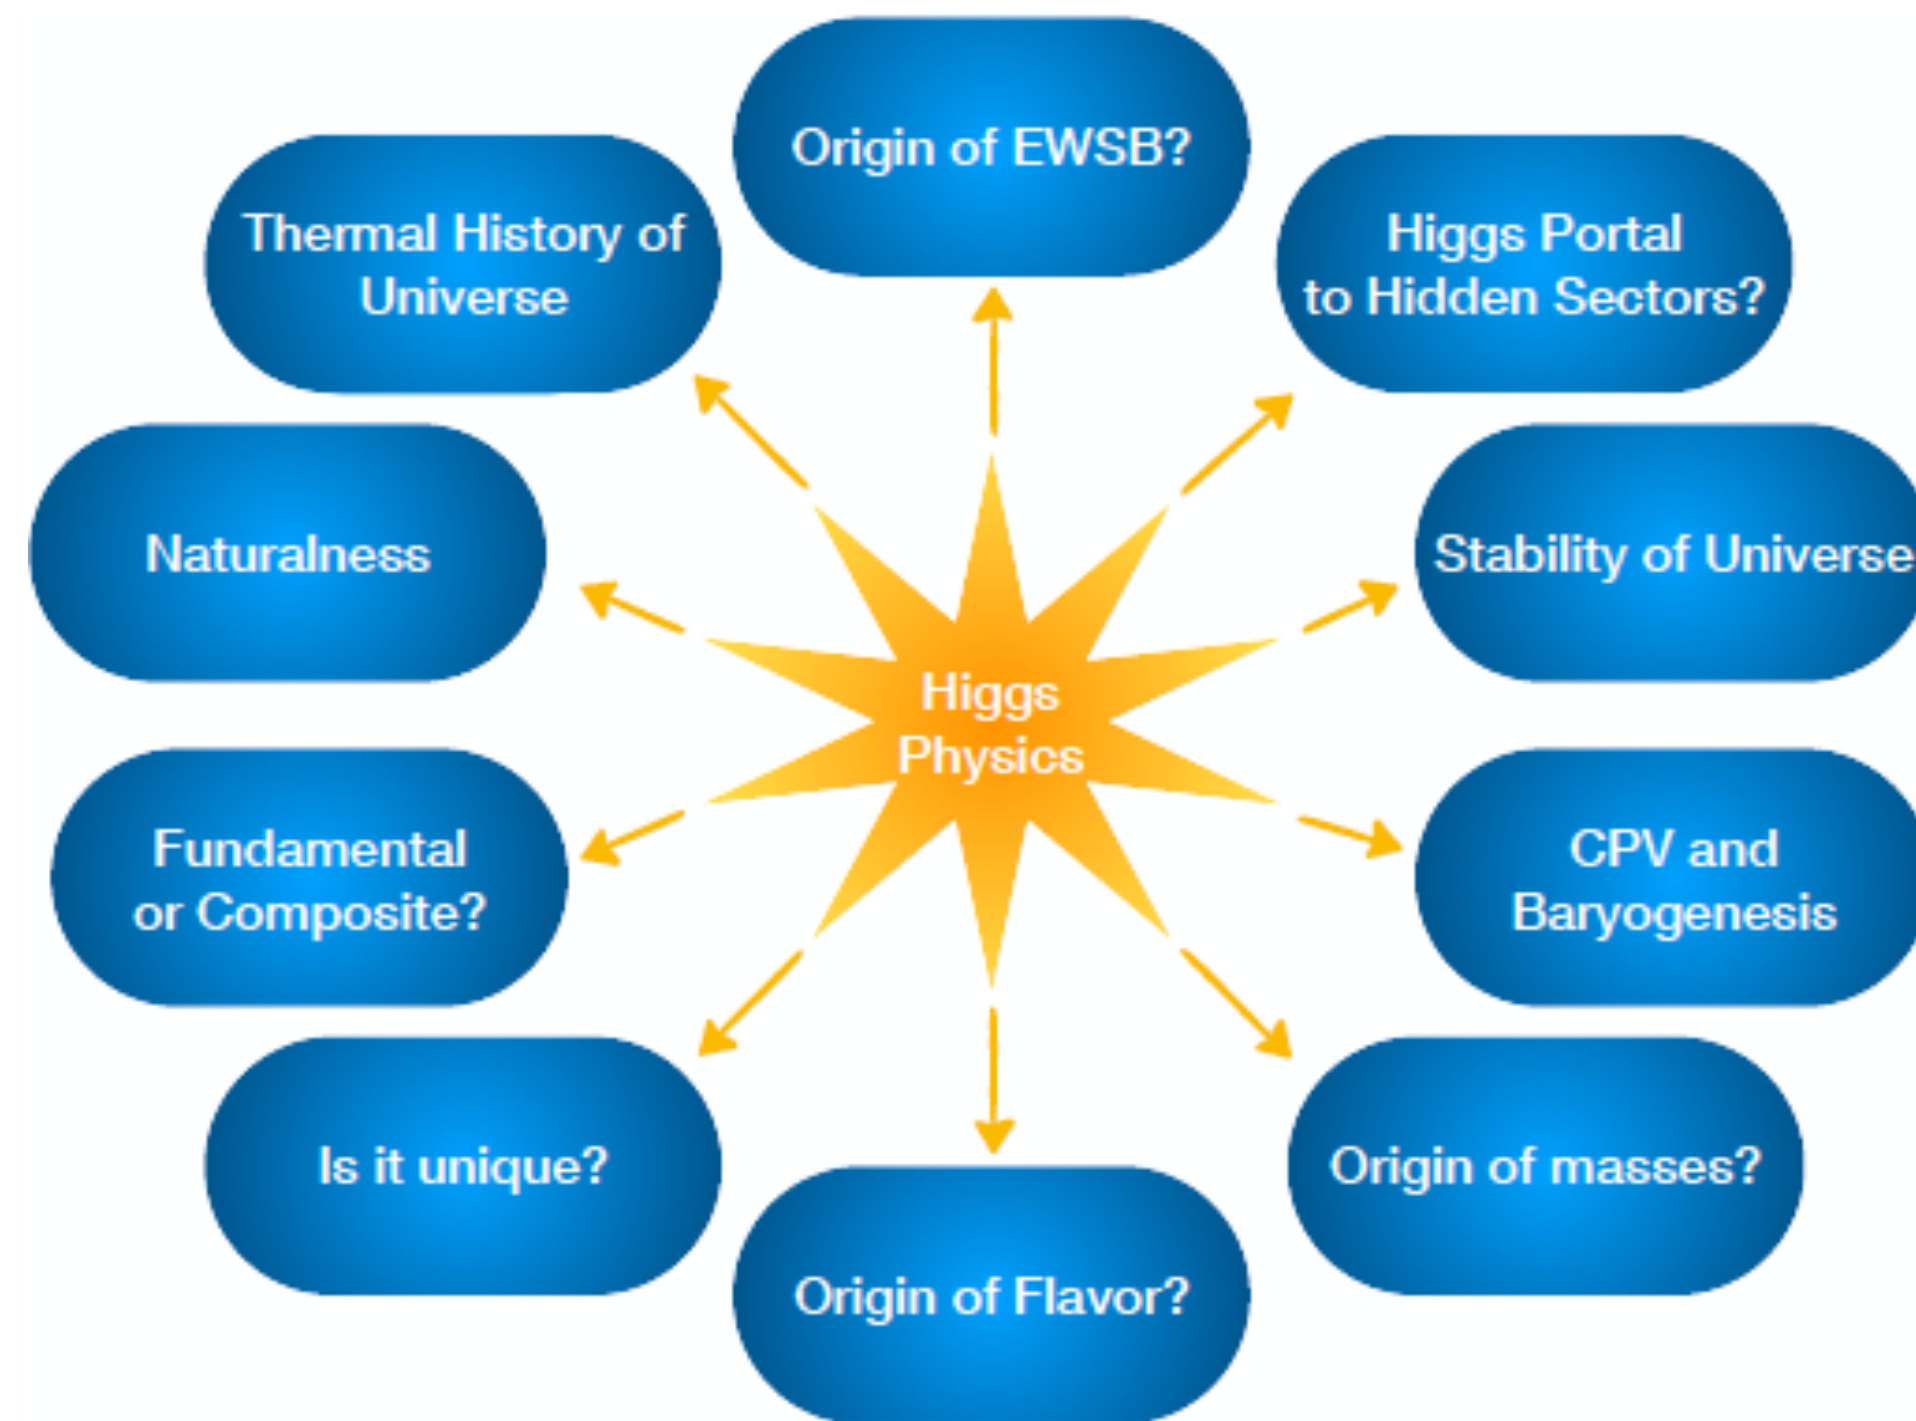 Origin of EWSB?
Thermal History of
Universe
Higgs Portal
to Hidden Sectors?
Naturalness
Stability of Universe
Higgs
Physics
Fundamental
or Composite?
CPV and
Baryogenesis
Is it unique?
Origin of masses?
Origin of Flavor?